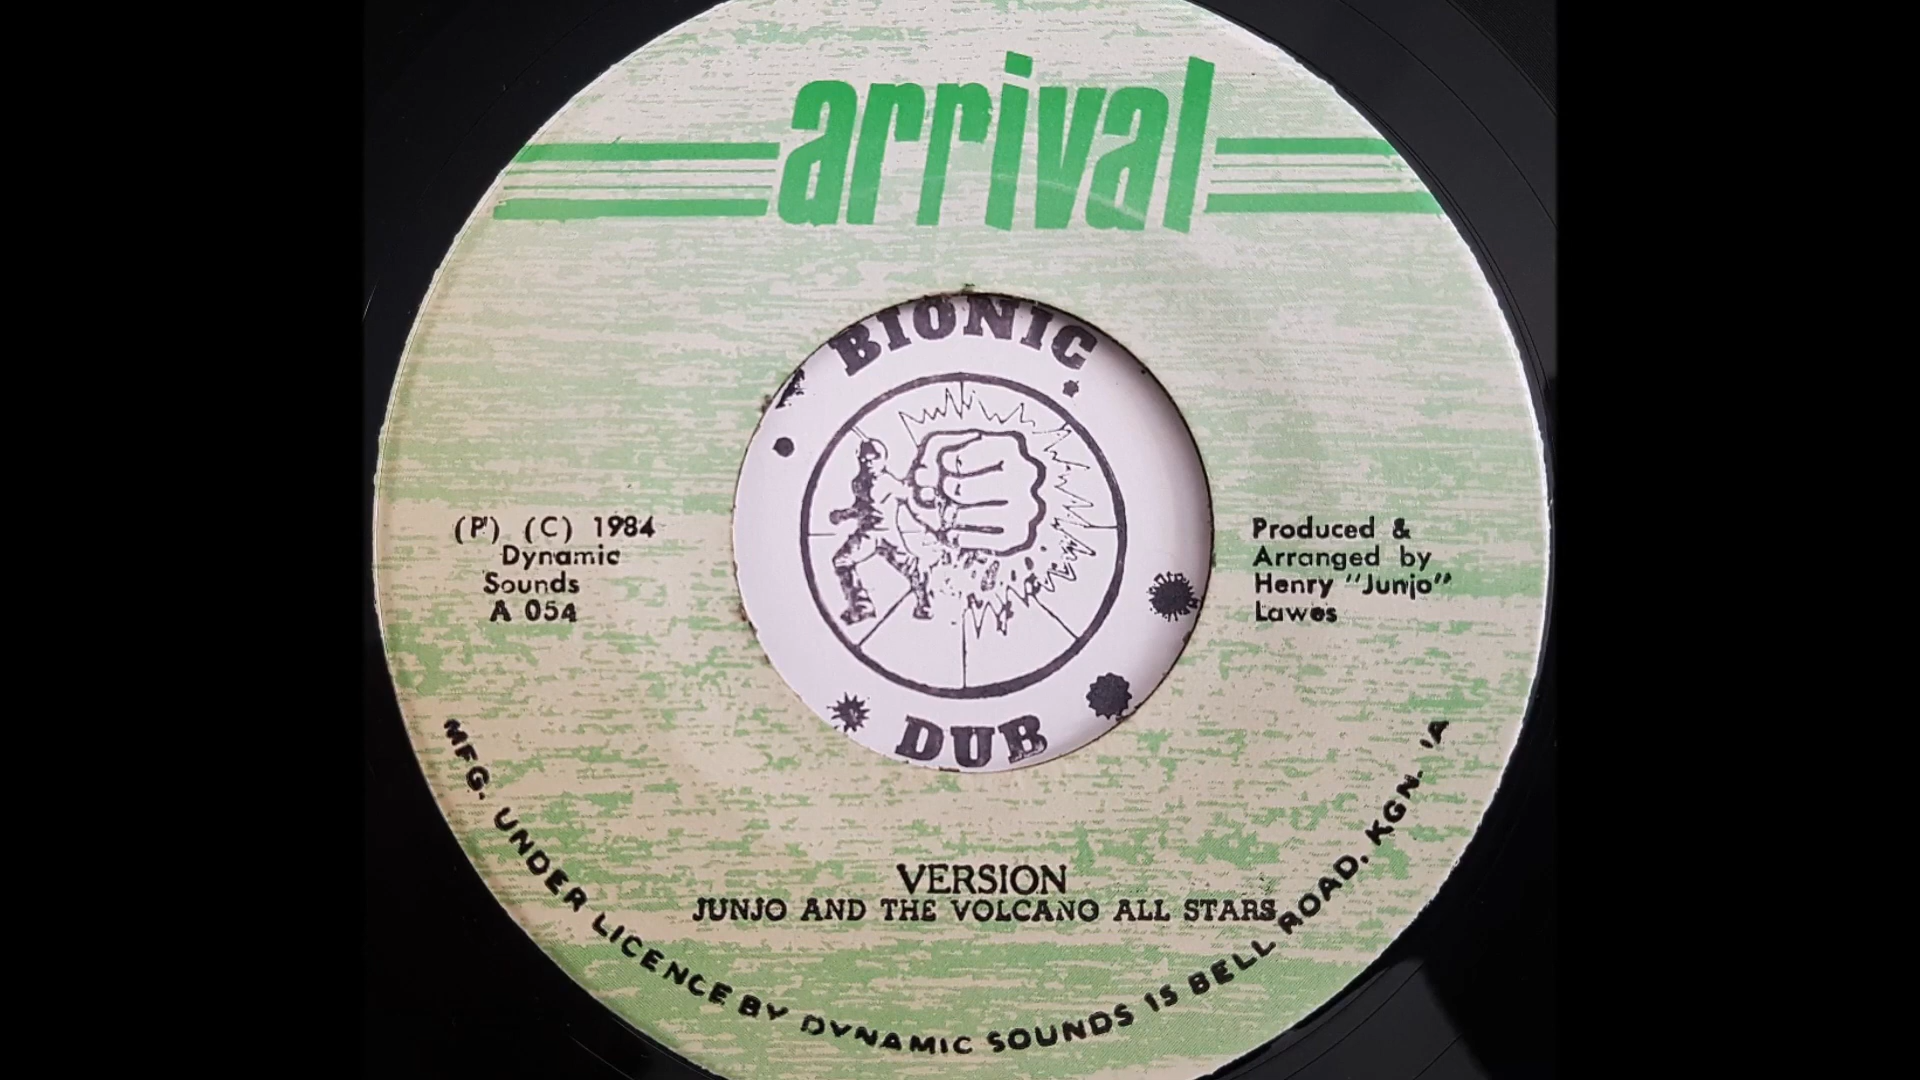 arrival
BIONIC
DUB
(P) (C) 1984
Dynamic
Sounds
A 054
Produced &
Arranged by
Henry "Junjo"
Lawes
VERSION
JUNJO AND THE VOLCANO ALL STARS
MFG. UNDER LICENCE BY DYNAMIC SOUNDS 15 BELL ROAD. KGN. 'A